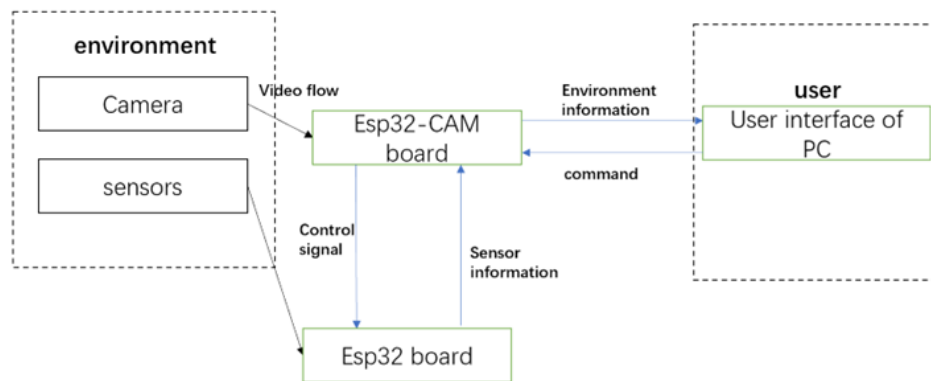 environment
Camera
sensors
Video flow
Esp32-CAM
board
Environment
information
command
user
User interface of
PC
Control
signal
Sensor
information
Esp32 board